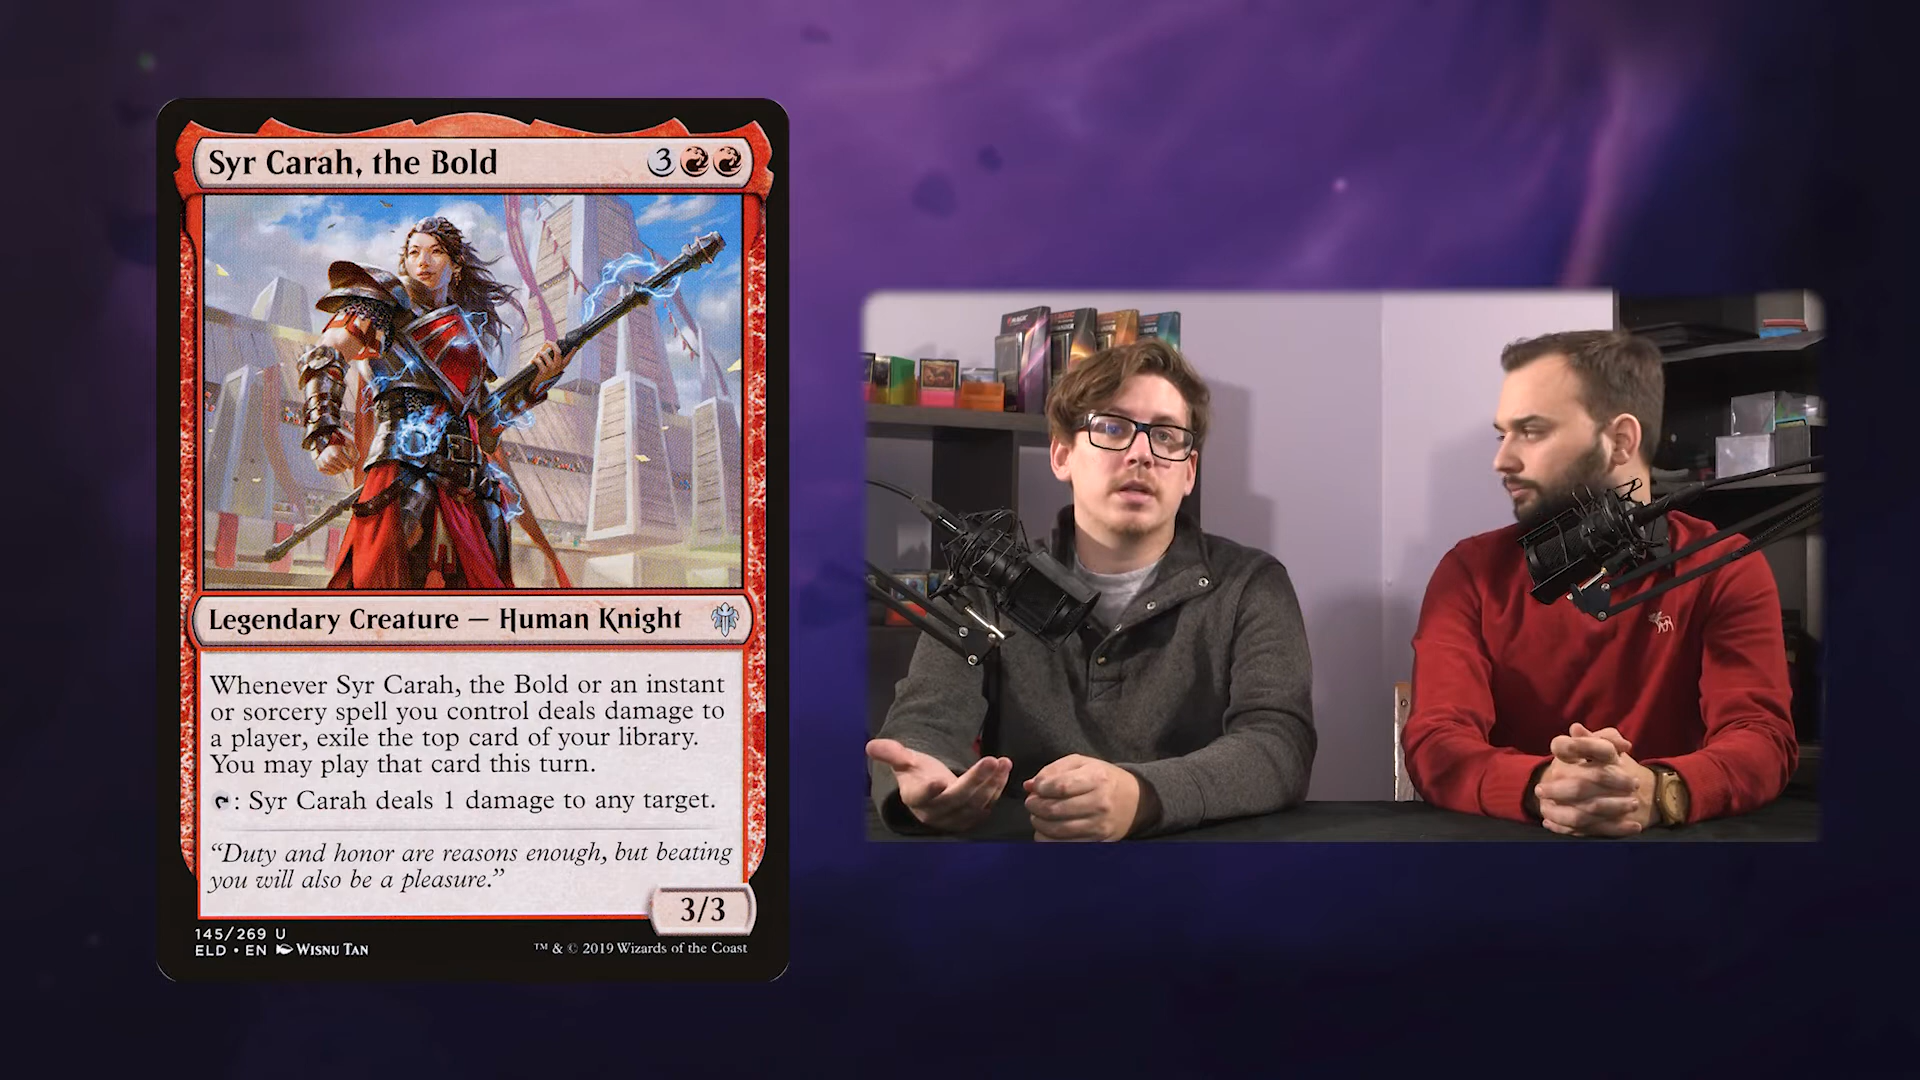 Syr Carah, the Bold 3
Legendary Creature — Human Knight
Whenever Syr Carah, the Bold or an instant
or sorcery spell you control deals damage to
a player, exile the top card of your library.
You may play that card this turn.
: Syr Carah deals 1 damage to any target.
“Duty and honor are reasons enough, but beating
you will also be a pleasure.”
3/3
145/269 U
ELD • EN Wisnu Tan
™ & © 2019 Wizards of the Coast